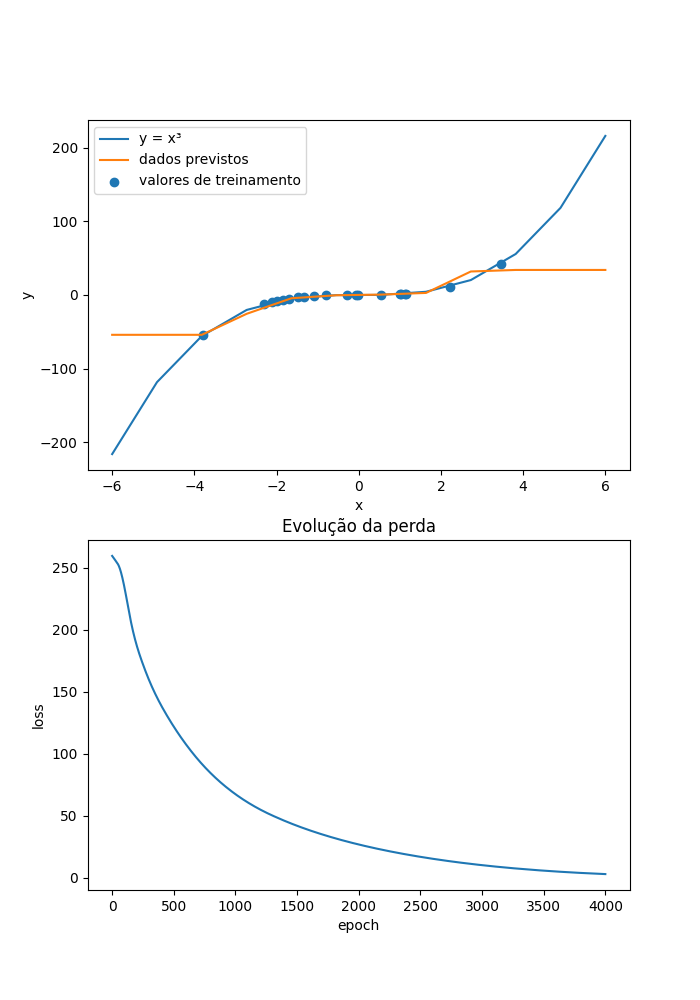 y = x³
dados previstos
valores de treinamento
200
100
0
−100
−200
y
−6 −4 −2 0 2 4 6
x
Evolução da perda
250
200
150
100
50
0
loss
0 500 1000 1500 2000 2500 3000 3500 4000
epoch